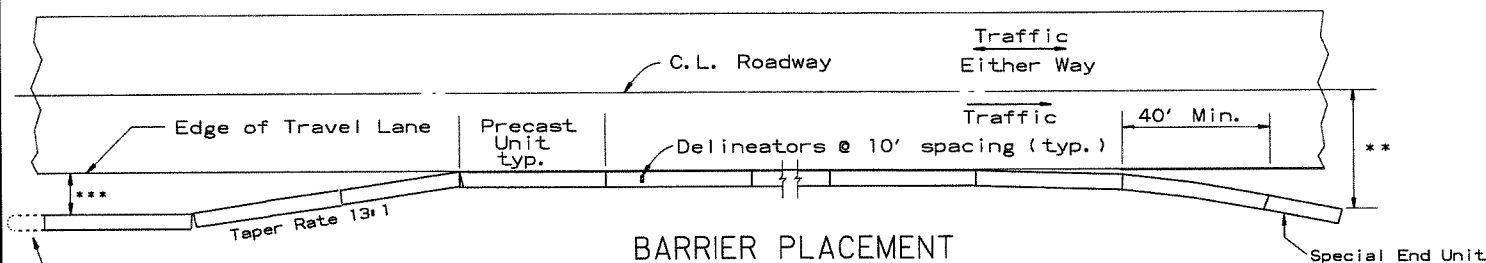 Traffic
Either Way
C.L. Roadway
Traffic
40' Min.
Edge of Travel Lane
Precast
Unit
typ.
Delineators @ 10' spacing (typ.)
**
***
Taper Rate 13:1
BARRIER PLACEMENT
Special End Unit